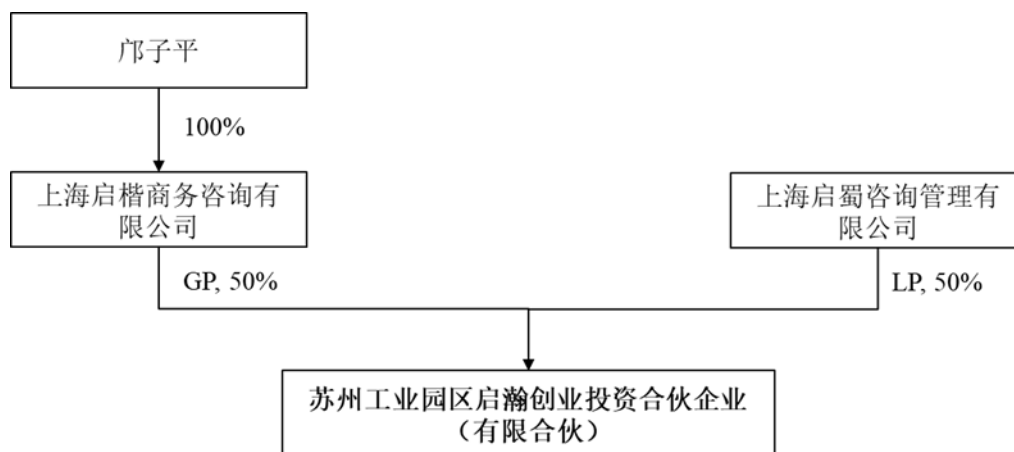 邝子平
100%
上海启楷商务咨询有
限公司
上海启蜀咨询管理有
限公司
GP, 50%
LP, 50%
苏州工业园区启瀚创业投资合伙企业
（有限合伙）